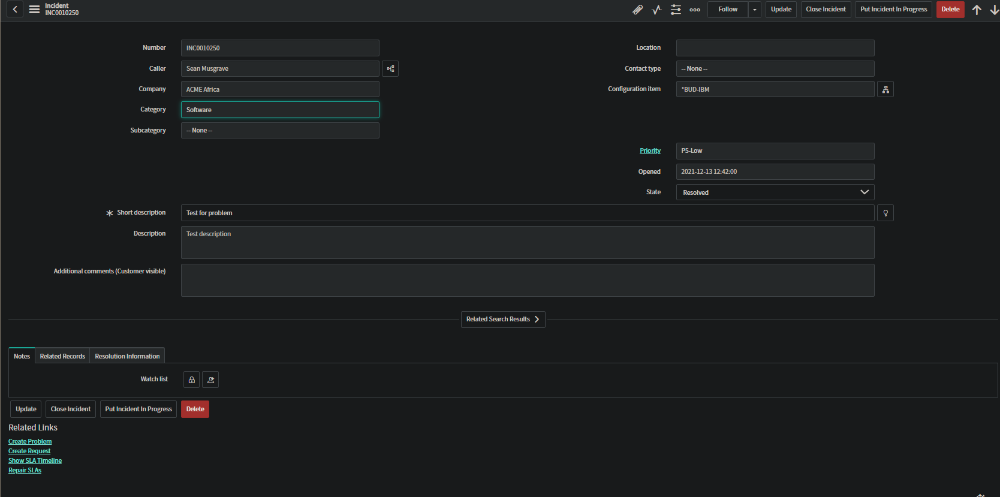 Incident
INC0010250
Follow
Update
Close Incident
Put Incident In Progress
Delete
Number
INC0010250
Caller
Sean Musgrave
Company
ACME Africa
Category
Software
Subcategory
-- None --
Location
Contact type
-- None --
Configuration item
*BUD-IBM
Priority
P5-Low
Opened
2021-12-13 12:42:00
State
Resolved
Short description
Test for problem
Description
Test description
Additional comments (Customer visible)
Related Search Results
Notes
Related Records
Resolution Information
Watch list
Update
Close Incident
Put Incident In Progress
Delete
Related Links
Create Problem
Create Request
Show SLA Timeline
Repair SLAs